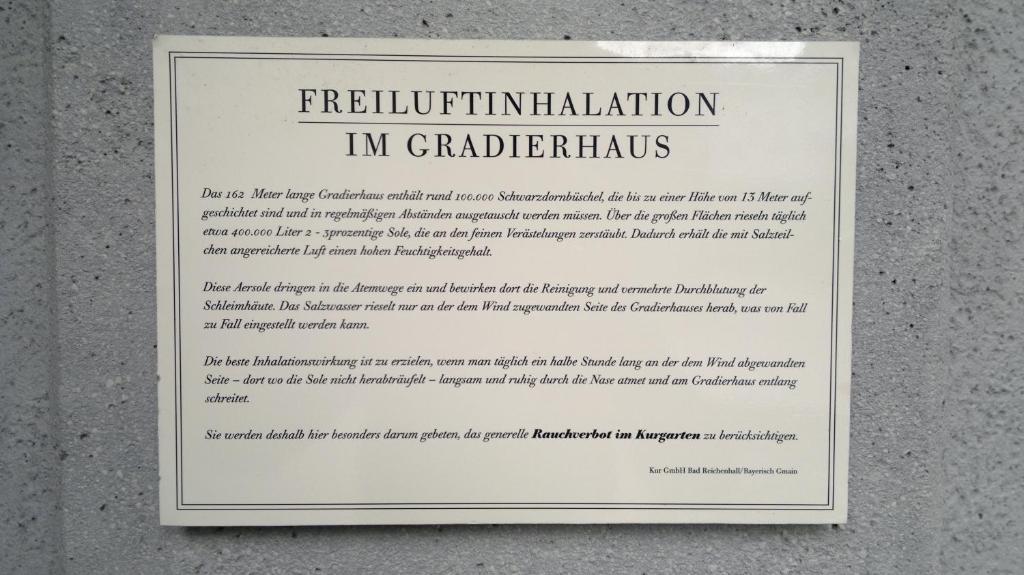 FREILUFTINHALATION
IM GRADIERHAUS
Das 162 Meter lange Gradierhaus enthält rund 100.000 Schwarzdornbüschel, die bis zu einer Höhe von 13 Meter auf-
geschichtet sind und in regelmäßigen Abständen ausgetauscht werden müssen. Über die großen Flächen rieseln täglich
etwa 400.000 Liter 2 - 3prozentige Sole, die an den feinen Verästelungen zerstäubt. Dadurch erhält die mit Salzteil-
chen angereicherte Luft einen hohen Feuchtigkeitsgehalt.
Diese Aersole dringen in die Atemwege ein und bewirken dort die Reinigung und vermehrte Durchblutung der
Schleimhäute. Das Salzwasser rieselt nur an der dem Wind zugewandten Seite des Gradierhauses herab, was von Fall
zu Fall eingestellt werden kann.
Die beste Inhalationswirkung ist zu erzielen, wenn man täglich ein halbe Stunde lang an der dem Wind abgewandten
Seite – dort wo die Sole nicht herabträufelt – langsam und ruhig durch die Nase atmet und am Gradierhaus entlang
schreitet.
Sie werden deshalb hier besonders darum gebeten, das generelle Rauchverbot im Kurgarten zu berücksichtigen.
Kur GmbH Bad Reichenhall/Bayerisch Gmain